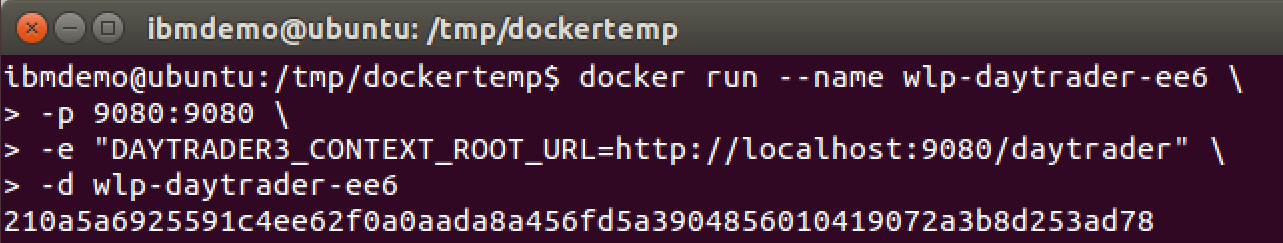 ibmdemo@ubuntu: /tmp/dockertemp
ibmdemo@ubuntu:/tmp/dockertemp$ docker run --name wlp-daytrader-ee6 \
> -p 9080:9080 \
> -e "DAYTRADER3_CONTEXT_ROOT_URL=http://localhost:9080/daytrader" \
> -d wlp-daytrader-ee6
210a5a6925591c4ee62f0a0aada8a456fd5a3904856010419072a3b8d253ad78